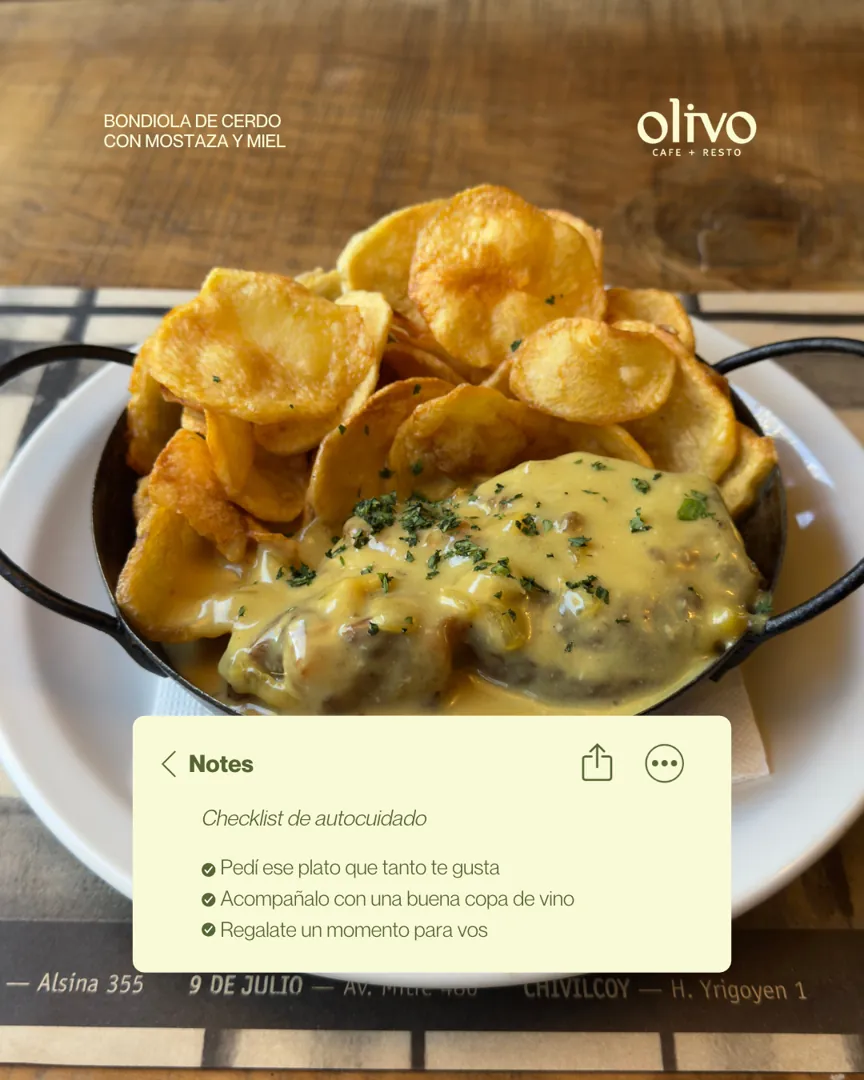 BONDIOLA DE CERDO
CON MOSTAZA Y MIEL
olivo
CAFE + RESTO
Notes
Checklist de autocuidado
Pedí ese plato que tanto te gusta
Acompañalo con una buena copa de vino
Regalate un momento para vos
— Alsina 355 9 DE JULIO — Av. Mitre CHIVILCOY — H. Yrigoyen 1